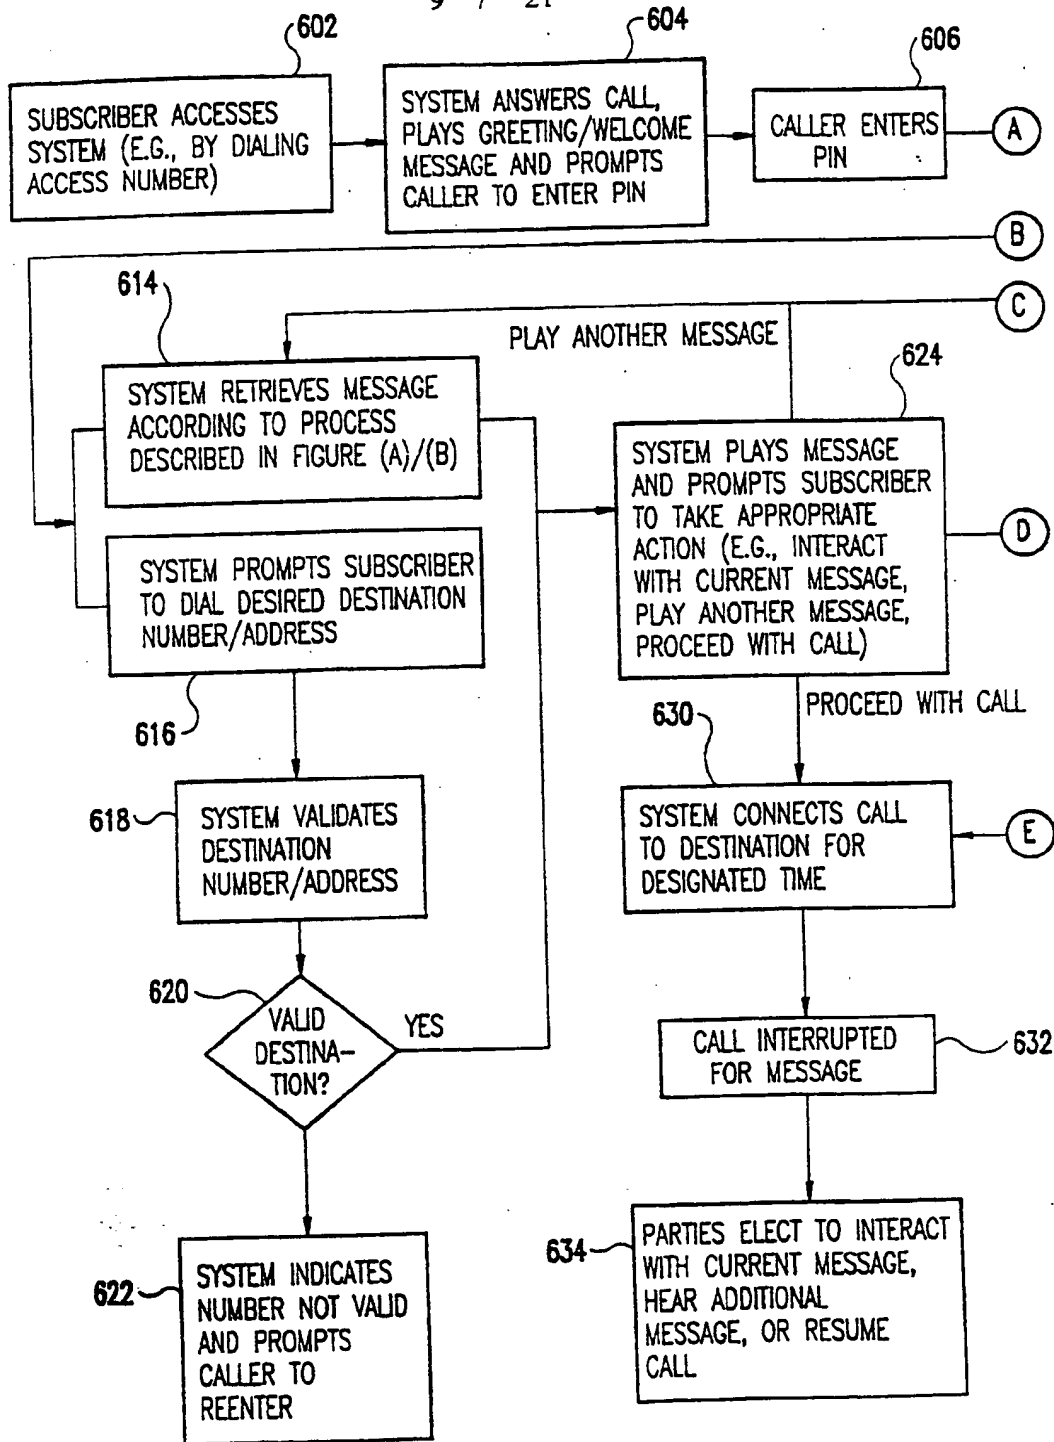 9 7 21
602
604
606
SUBSCRIBER ACCESSES
SYSTEM (E.G., BY DIALING
ACCESS NUMBER)
SYSTEM ANSWERS CALL,
PLAYS GREETING/WELCOME
MESSAGE AND PROMPTS
CALLER TO ENTER PIN
CALLER ENTERS
PIN
A
B
C
614
PLAY ANOTHER MESSAGE
624
SYSTEM RETRIEVES MESSAGE
ACCORDING TO PROCESS
DESCRIBED IN FIGURE (A)/(B)
SYSTEM PROMPTS SUBSCRIBER
TO DIAL DESIRED DESTINATION
NUMBER/ADDRESS
616
SYSTEM PLAYS MESSAGE
AND PROMPTS SUBSCRIBER
TO TAKE APPROPRIATE
ACTION (E.G., INTERACT
WITH CURRENT MESSAGE,
PLAY ANOTHER MESSAGE,
PROCEED WITH CALL)
D
PROCEED WITH CALL
630
618
SYSTEM VALIDATES
DESTINATION
NUMBER/ADDRESS
SYSTEM CONNECTS CALL
TO DESTINATION FOR
DESIGNATED TIME
E
620
VALID
DESTINA-
TION?
YES
CALL INTERRUPTED
FOR MESSAGE
632
622
SYSTEM INDICATES
NUMBER NOT VALID
AND PROMPTS
CALLER TO
REENTER
634
PARTIES ELECT TO INTERACT
WITH CURRENT MESSAGE,
HEAR ADDITIONAL
MESSAGE, OR RESUME
CALL